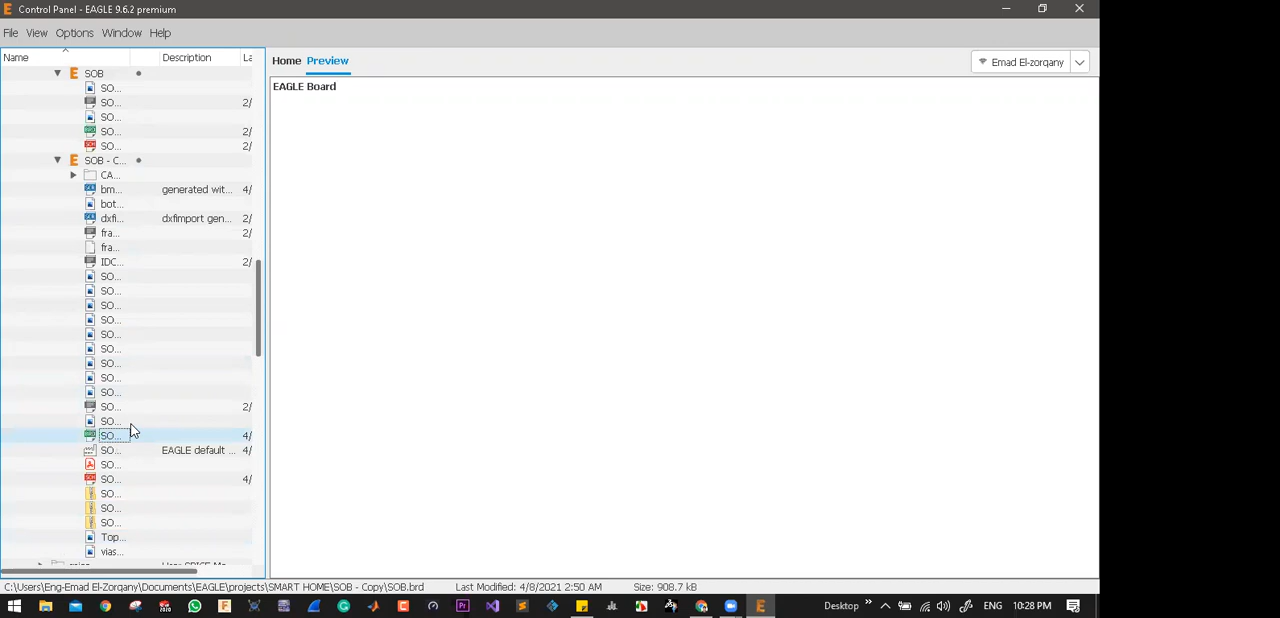 Control Panel - EAGLE 9.6.2 premium
File View Options Window Help
Name Description La
Home Preview
Emad El-zorqany
EAGLE Board
SOB
SO...
SO... 2/
SO...
SO... 2/
SO... 2/
SOB - C...
CA...
bm... generated wit... 4/
bot...
dxfi... dxfimport gen... 2/
fra... 2/
fra...
IDC... 2/
SO...
SO...
SO...
SO...
SO...
SO...
SO...
SO...
SO...
SO... 2/
SO...
SO... 4/
SO... EAGLE default ... 4/
SO...
SO... 4/
SO...
SO...
SO...
Top...
vias...
C:\Users\Eng-Emad El-Zorqany\Documents\EAGLE\projects\SMART HOME\SOB - Copy\SOB.brd Last Modified: 4/8/2021 2:50 AM Size: 908.7 kB
Desktop ENG 10:28 PM